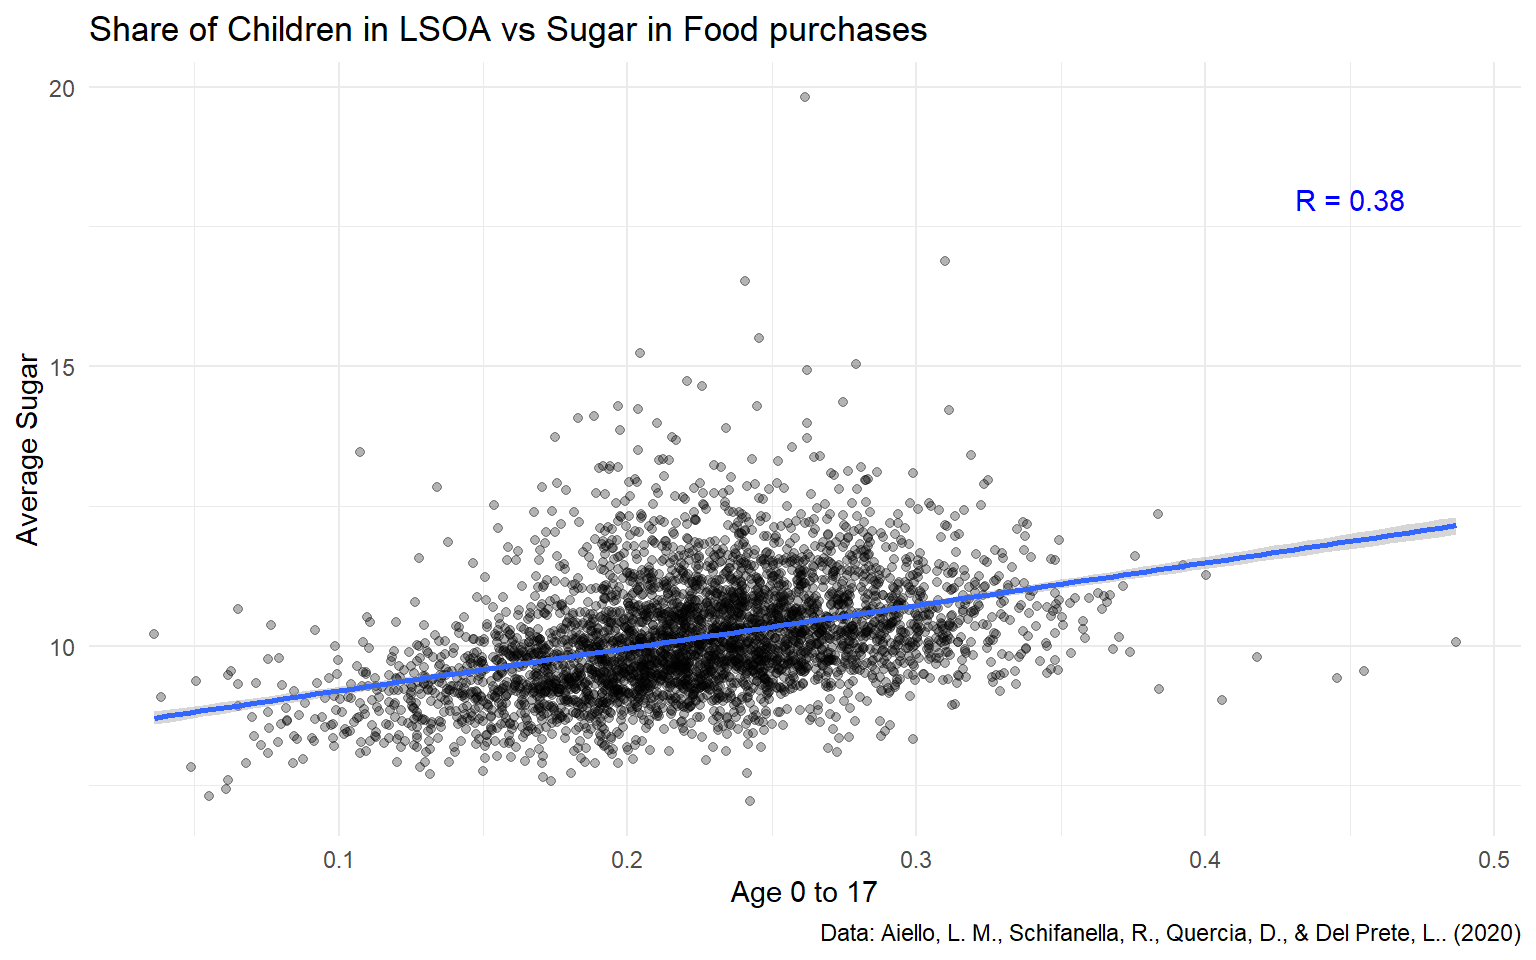 Share of Children in LSOA vs Sugar in Food purchases
20
15
10
Average Sugar
R = 0.38
0.1 0.2 0.3 0.4 0.5
Age 0 to 17
Data: Aiello, L. M., Schifanella, R., Quercia, D., & Del Prete, L.. (2020)